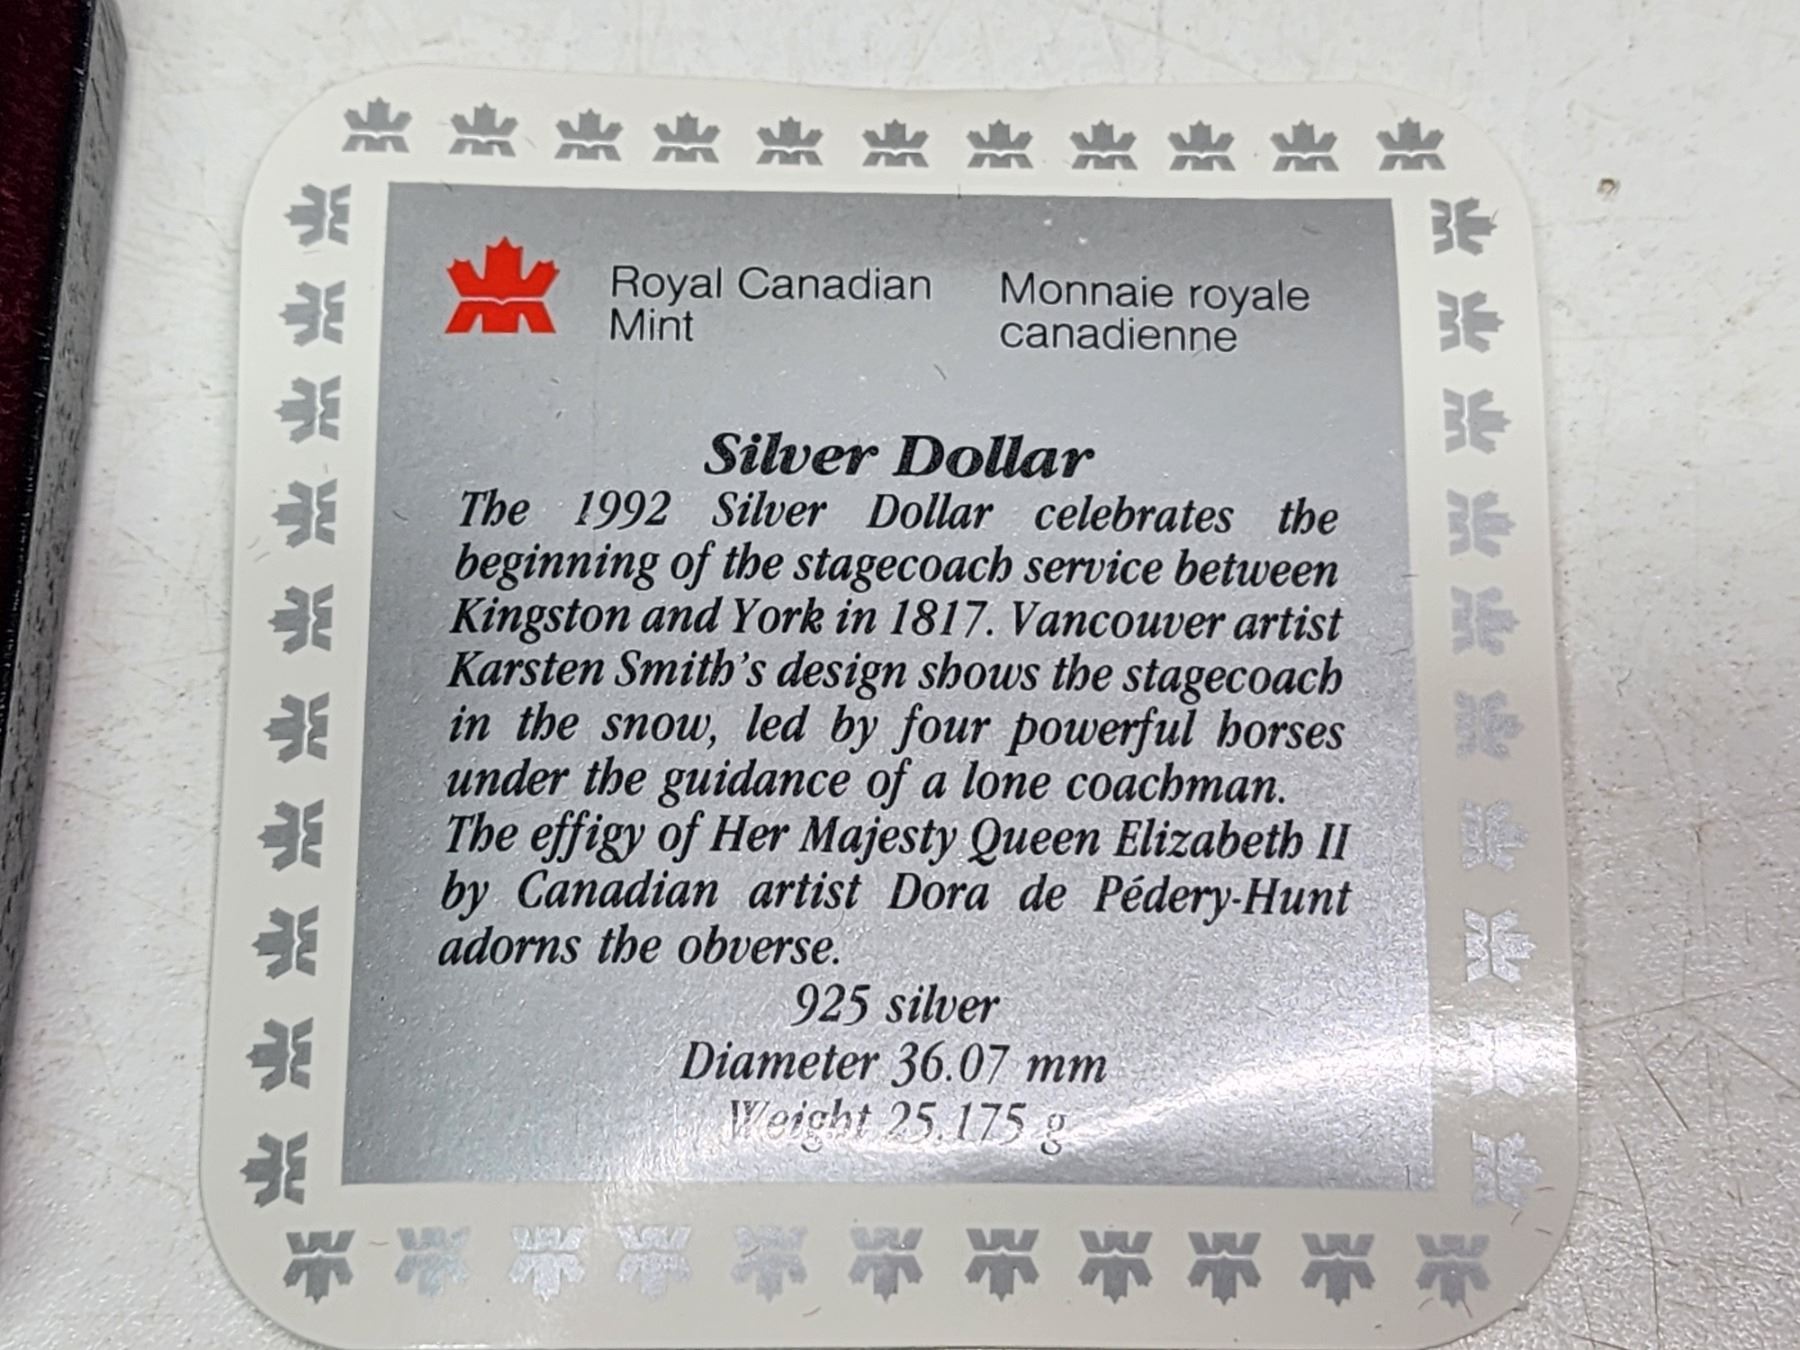 Royal Canadian
Mint
Monnaie royale
canadienne
Silver Dollar
The 1992 Silver Dollar celebrates the
beginning of the stagecoach service between
Kingston and York in 1817. Vancouver artist
Karsten Smith's design shows the stagecoach
in the snow, led by four powerful horses
under the guidance of a lone coachman.
The effigy of Her Majesty Queen Elizabeth II
by Canadian artist Dora de Pédery-Hunt
adorns the obverse.
925 silver
Diameter 36.07 mm
Weight 25.175 g